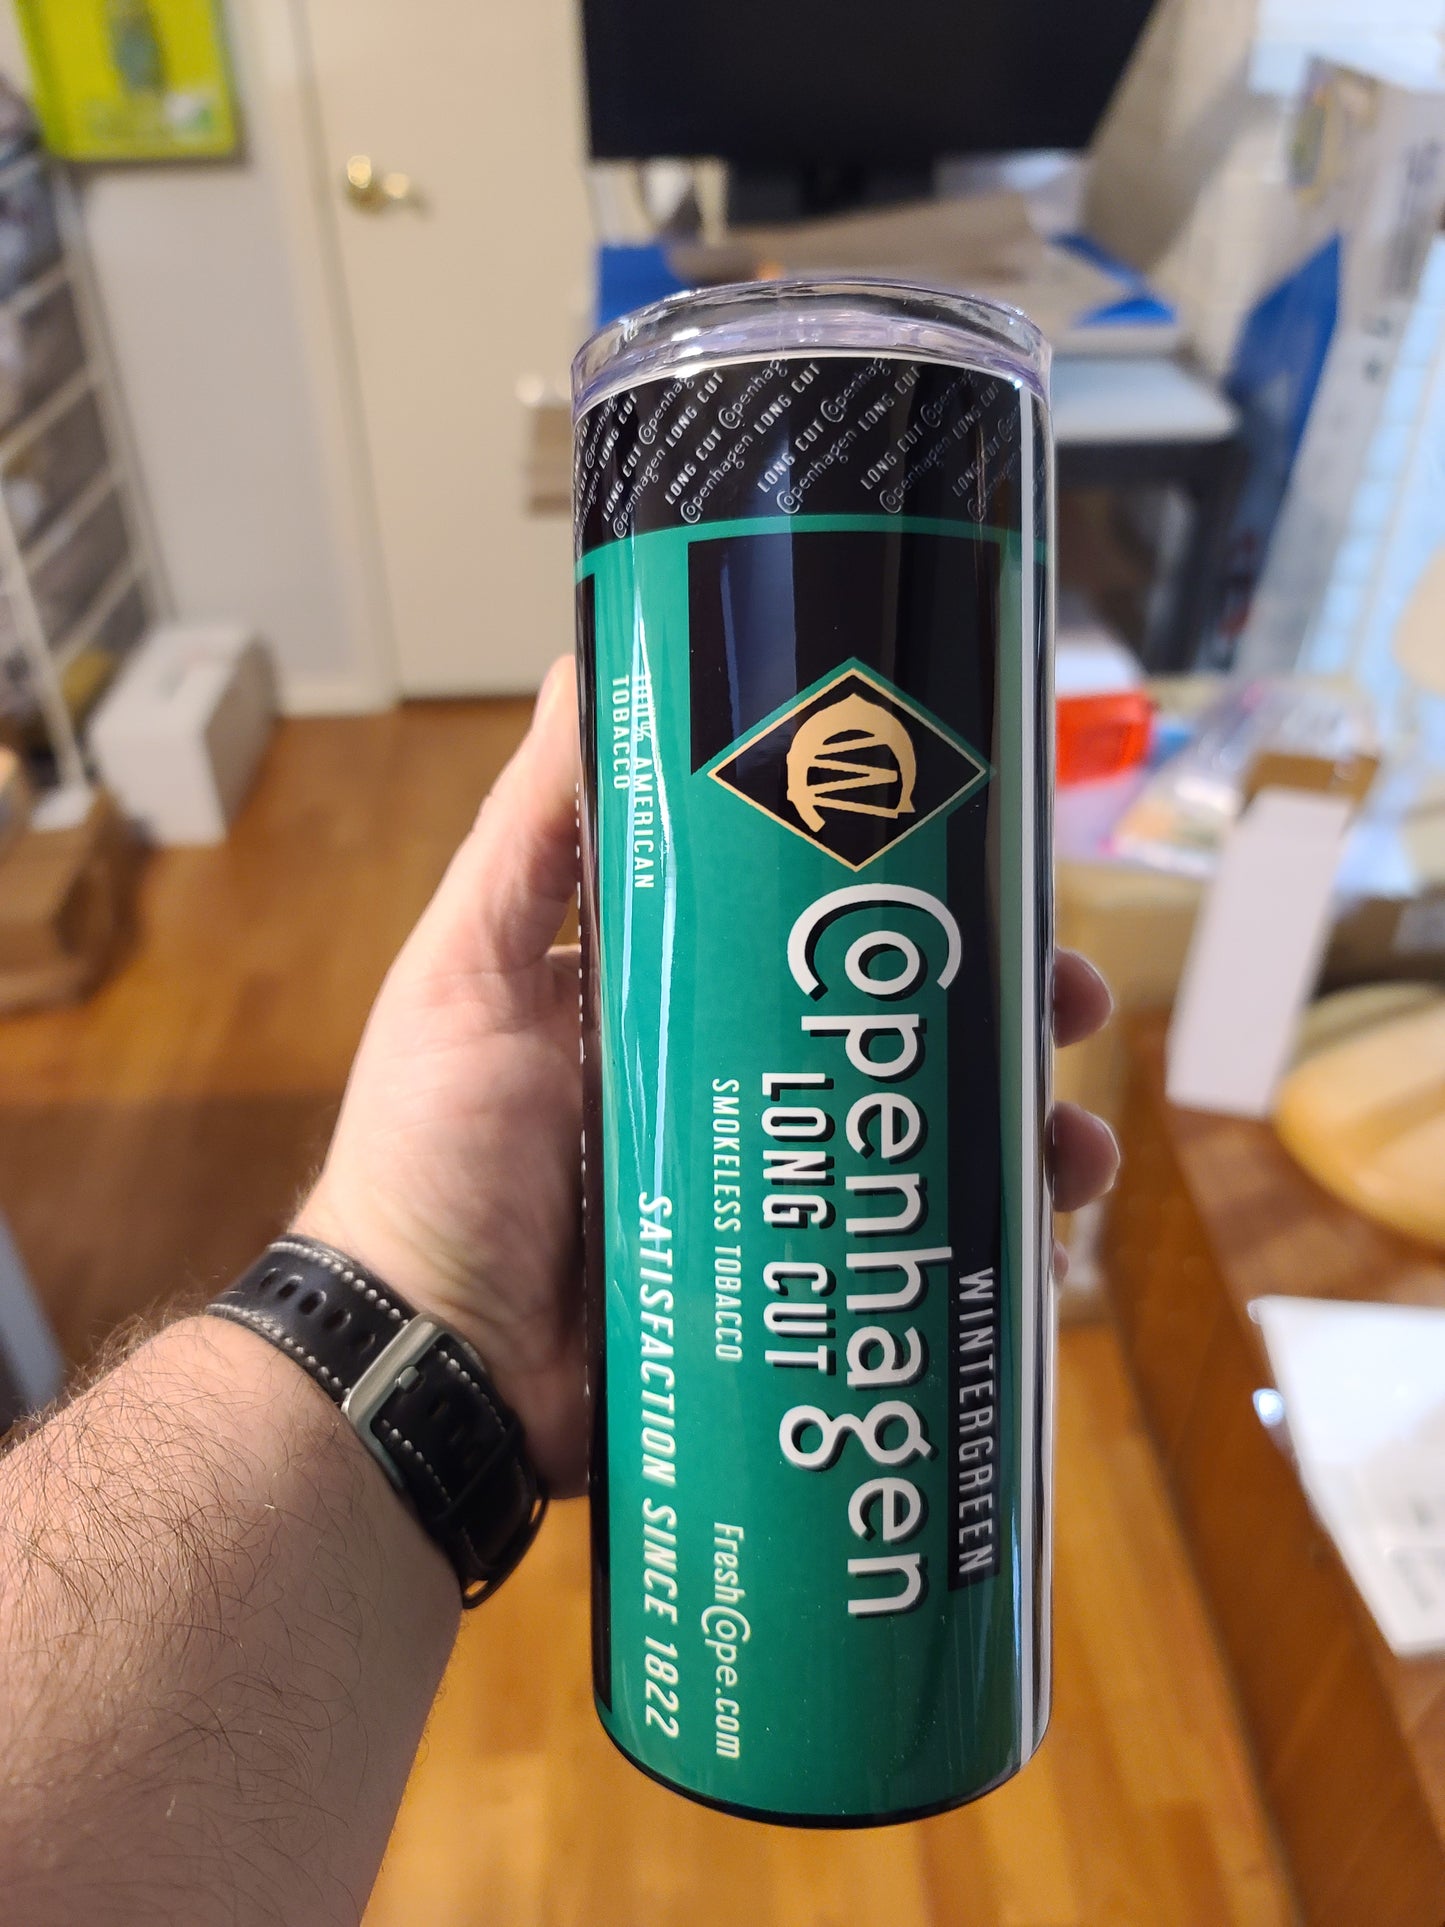 Copenhagen LONG CUT Copenhagen LONG CUT
WINTERGREEN
Copenhagen
LONG CUT
SMOKELESS TOBACCO
FreshCope.com
100% AMERICAN
TOBACCO
SATISFACTION SINCE 1822